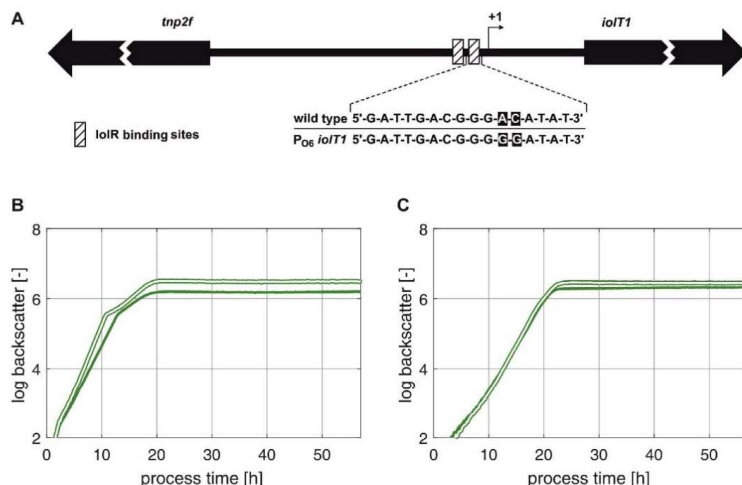 A
tnp2f
+1
iolT1
IolR binding sites
wild type 5'-G-A-T-T-G-A-C-G-G-G-A-C-A-T-A-T-3'
PO6 iolT1 5'-G-A-T-T-G-A-C-G-G-G-G-G-A-T-A-T-3'
B
8
6
4
2
log backscatter [-]
0 10 20 30 40 50
process time [h]
C
8
6
4
2
log backscatter [-]
0 10 20 30 40 50
process time [h]